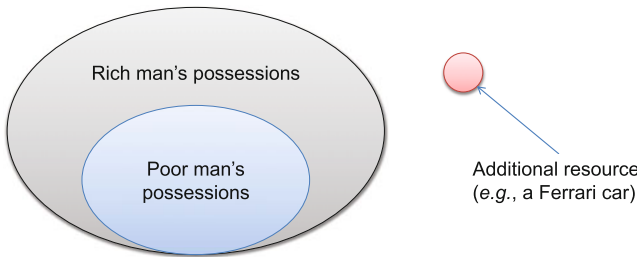 Rich man's possessions
Poor man's
possessions
Additional resource
(e.g., a Ferrari car)